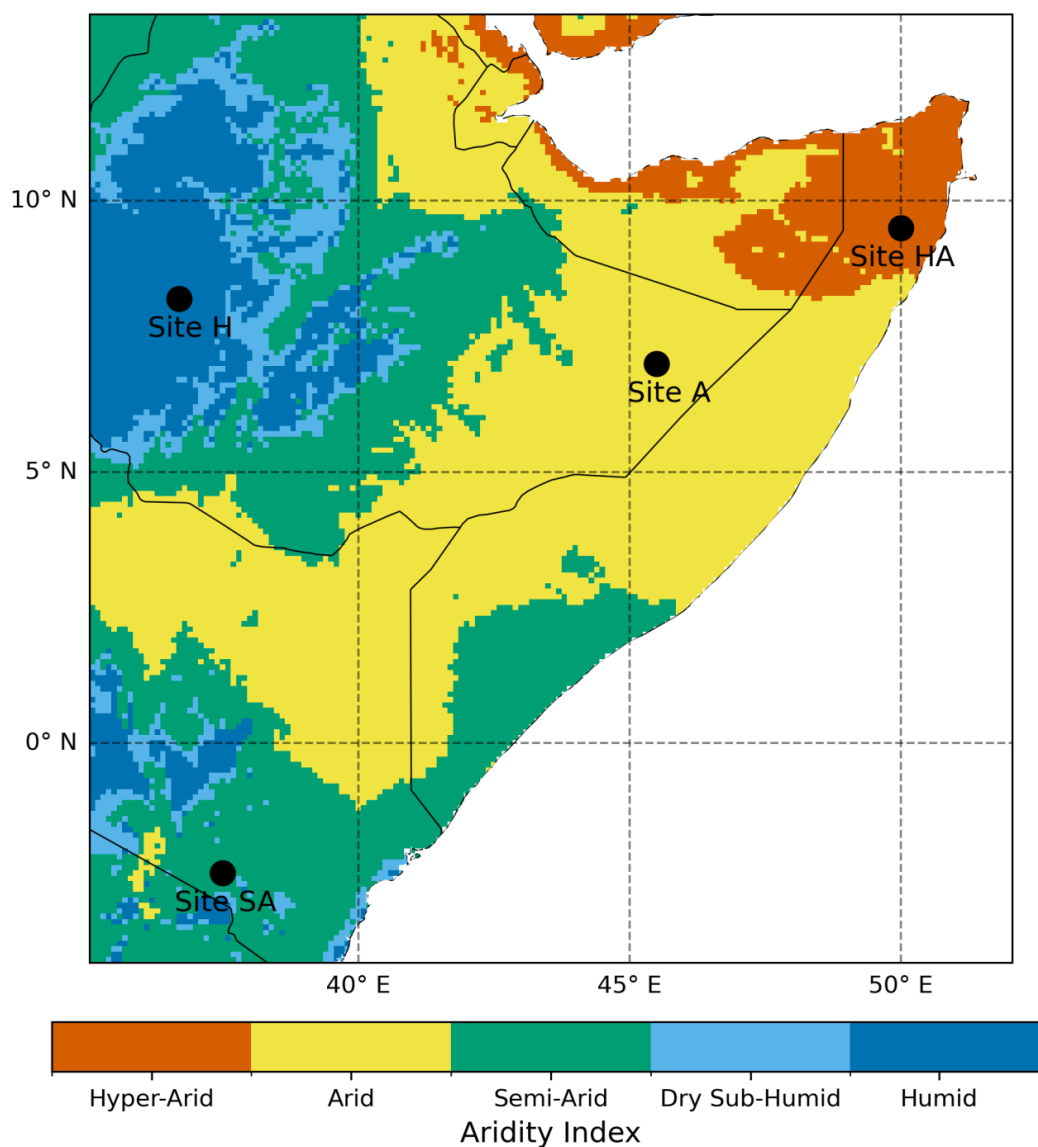 10° N
Site HA
Site H
Site A
5° N
0° N
Site SA
40° E 45° E 50° E
Hyper-Arid Arid Semi-Arid Dry Sub-Humid Humid
Aridity Index